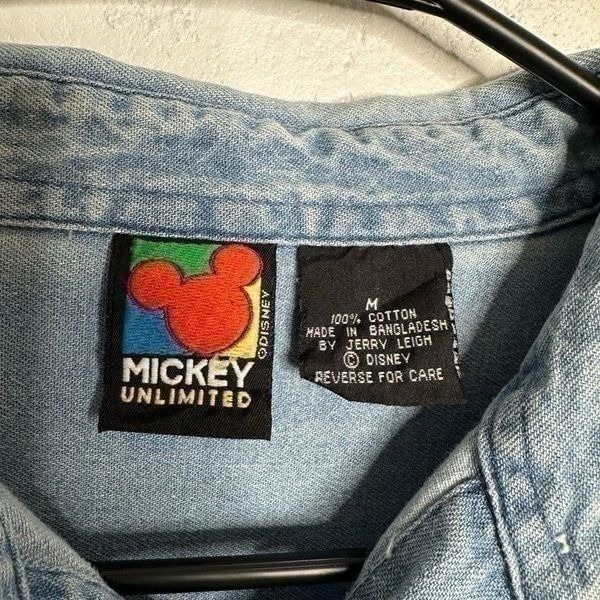 ©DISNEY
MICKEY
UNLIMITED
M
100% COTTON
MADE IN BANGLADESH
BY JERRY LEIGH
© DISNEY
REVERSE FOR CARE